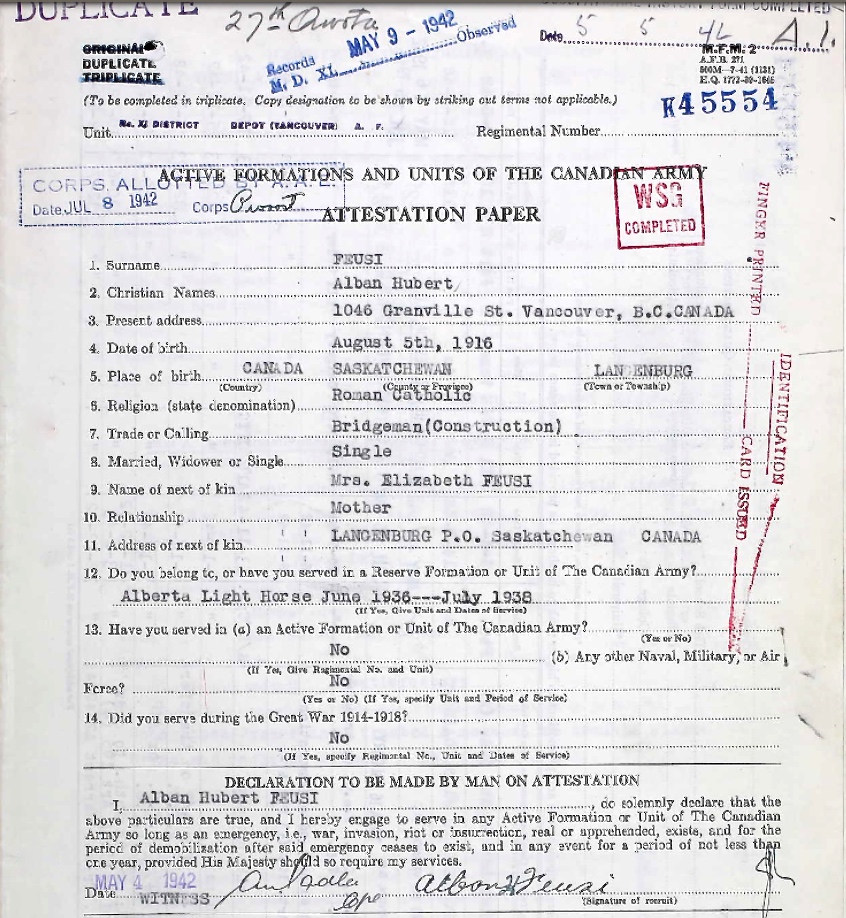 DUPLICATE
27th
MAY 9 - 1942
Records Observed
M. D. XI.
Date 5 5 42 A.I.
ORIGINAL
DUPLICATE
TRIPLICATE
M.F.M. 2
A.F.B. 271
500M—7-41 (1131)
H.Q. 1772-39-1645
(To be completed in triplicate. Copy designation to be shown by striking out terms not applicable.)
K45554
Unit No. XI DISTRICT DEPOT (VANCOUVER) A. F. Regimental Number
ACTIVE FORMATIONS AND UNITS OF THE CANADIAN ARMY
CORPS. ALLOTTED BY
Date JUL 8 1942 Corps
ATTESTATION PAPER
WSG
COMPLETED
FINGER PRINTED
IDENTIFICATION
CARD ISSUED
1. Surname FEUSI
2. Christian Names Alban Hubert
3. Present address 1046 Granville St. Vancouver, B.C.CANADA
4. Date of birth August 5th, 1916
5. Place of birth CANADA SASKATCHEWAN LANGENBURG
(Country) (County or Province) (Town or Township)
6. Religion (state denomination) Roman Catholic
7. Trade or Calling Bridgeman(Construction)
8. Married, Widower or Single Single
9. Name of next of kin Mrs. Elizabeth FEUSI
10. Relationship Mother
11. Address of next of kin LANGENBURG P.O. Saskatchewan CANADA
12. Do you belong to, or have you served in a Reserve Formation or Unit of The Canadian Army?
Alberta Light Horse June 1936---July 1938
(If Yes, Give Unit and Dates of Service)
13. Have you served in (a) an Active Formation or Unit of The Canadian Army?
(Yes or No)
No (b) Any other Naval, Military, or Air
(If Yes, Give Regimental No. and Unit)
Force? No
(Yes or No) (If Yes, specify Unit and Period of Service)
14. Did you serve during the Great War 1914-1918?
No
(If Yes, specify Regimental No., Unit and Dates of Service)
DECLARATION TO BE MADE BY MAN ON ATTESTATION
I, Alban Hubert FEUSI, do solemnly declare that the
above particulars are true, and I hereby engage to serve in any Active Formation or Unit of The Canadian
Army so long as an emergency, i.e., war, invasion, riot or insurrection, real or apprehended, exists, and for the
period of demobilization after said emergency ceases to exist, and in any event for a period of not less than
one year, provided His Majesty should so require my services.
MAY 4 1942
Date WITNESS Cpl Alban H Feusi
(Signature of recruit)